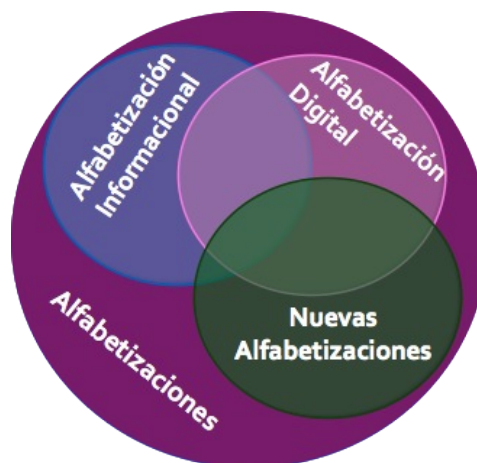 Alfabetización
Informacional
Alfabetización
Digital
Nuevas
Alfabetizaciones
Alfabetizaciones